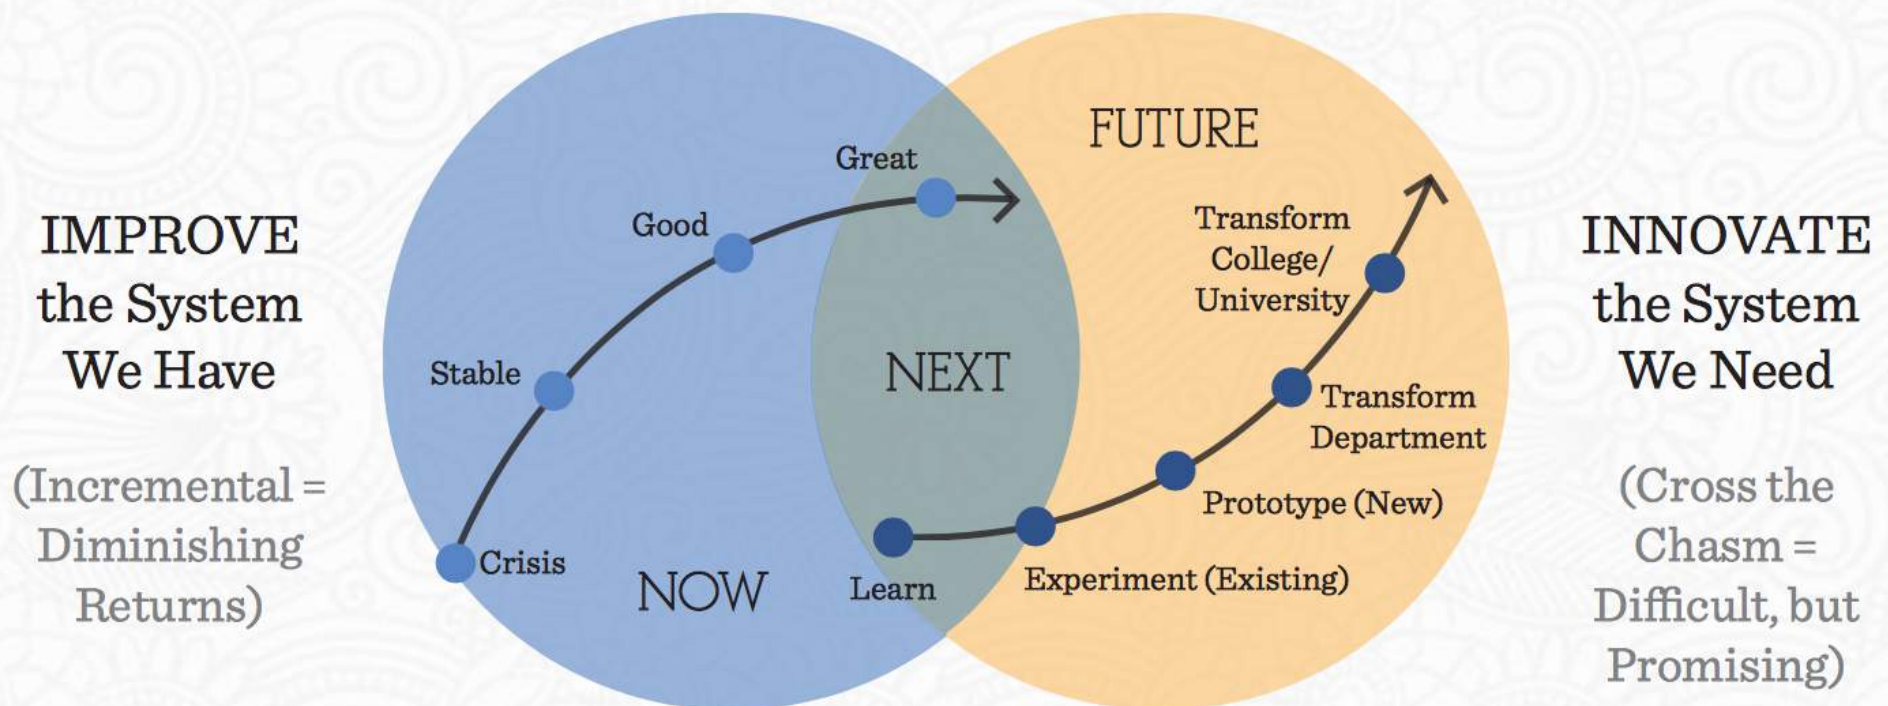 IMPROVE
the System
We Have
(Incremental =
Diminishing
Returns)
Great
Good
Stable
Crisis
NOW
NEXT
FUTURE
Learn
Experiment (Existing)
Prototype (New)
Transform
Department
Transform
College/
University
INNOVATE
the System
We Need
(Cross the
Chasm =
Difficult, but
Promising)